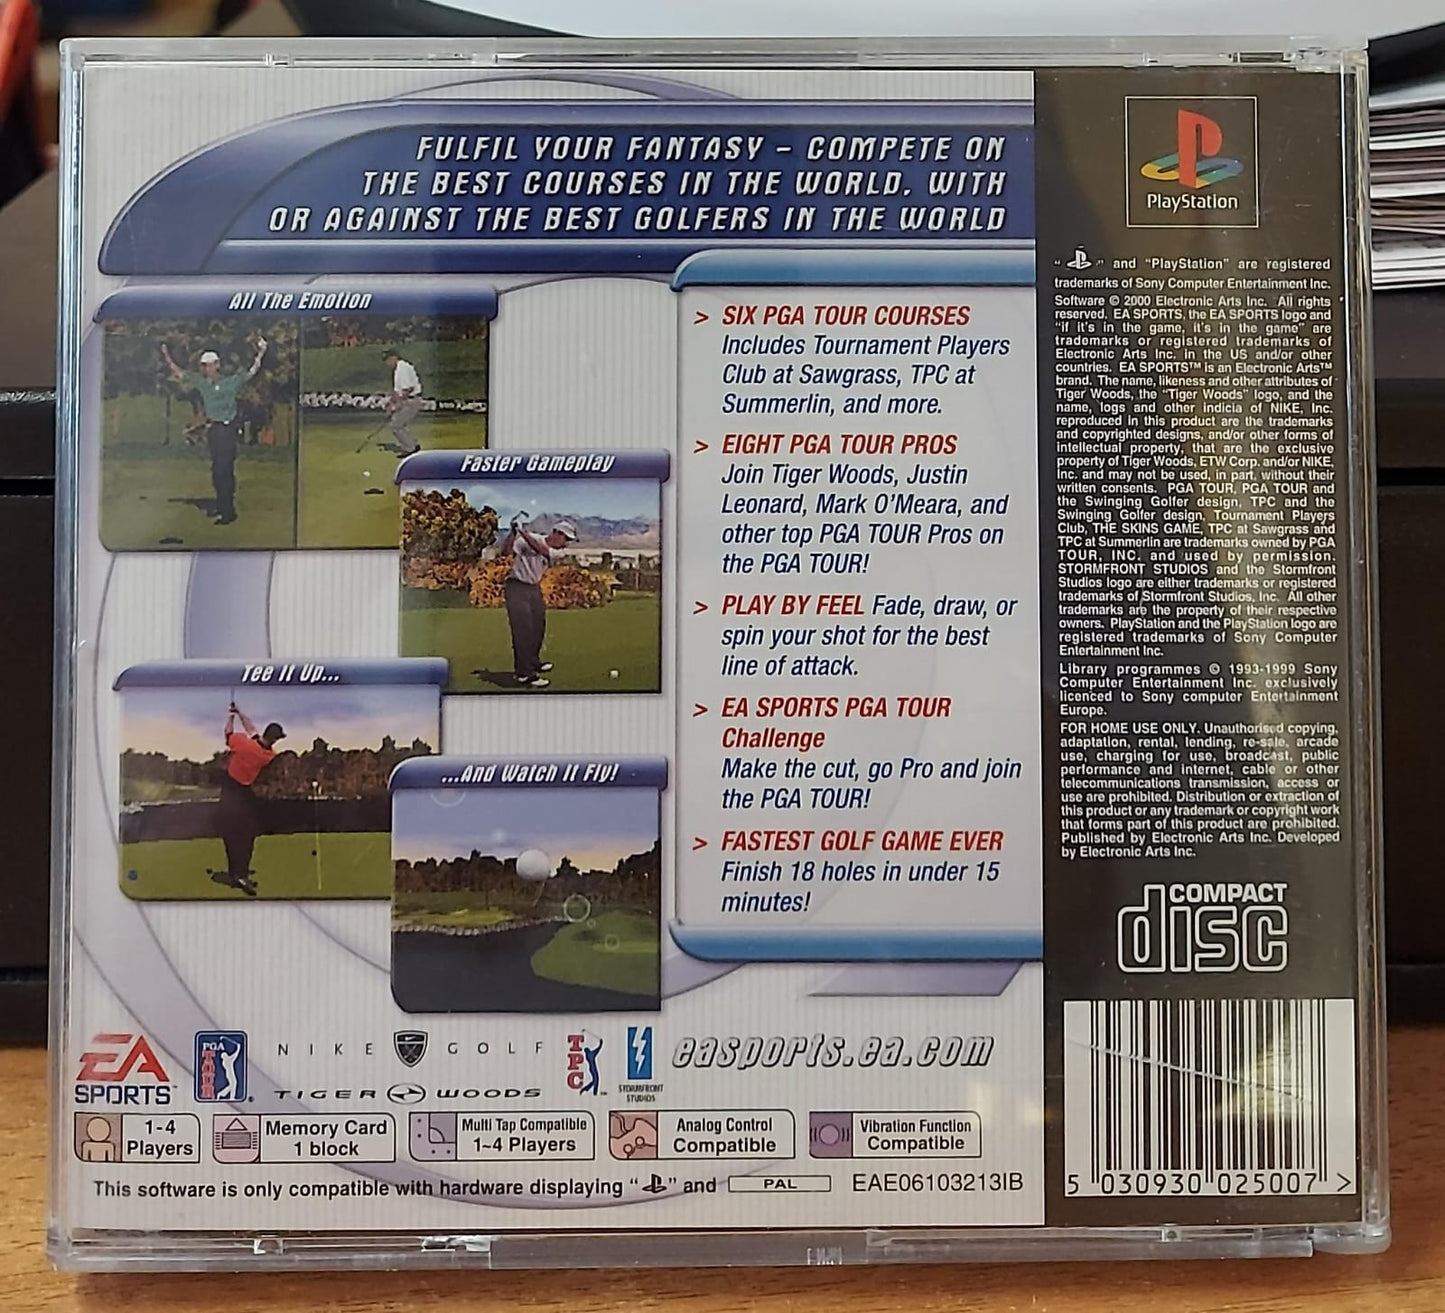 FULFIL YOUR FANTASY – COMPETE ON
THE BEST COURSES IN THE WORLD, WITH
OR AGAINST THE BEST GOLFERS IN THE WORLD
All The Emotion
Faster Gameplay
Tee It Up...
...And Watch It Fly!
> SIX PGA TOUR COURSES
Includes Tournament Players
Club at Sawgrass, TPC at
Summerlin, and more.
> EIGHT PGA TOUR PROS
Join Tiger Woods, Justin
Leonard, Mark O'Meara, and
other top PGA TOUR Pros on
the PGA TOUR!
> PLAY BY FEEL Fade, draw, or
spin your shot for the best
line of attack.
> EA SPORTS PGA TOUR
Challenge
Make the cut, go Pro and join
the PGA TOUR!
> FASTEST GOLF GAME EVER
Finish 18 holes in under 15
minutes!
EA
SPORTS™
PGA
TOUR
®
NIKE GOLF
TIGER WOODS
TPC
™
STORMFRONT
STUDIOS
easports.ea.com
1-4
Players
Memory Card
1 block
Multi Tap Compatible
1~4 Players
Analog Control
Compatible
Vibration Function
Compatible
This software is only compatible with hardware displaying " " and PAL EAE06103213IB
PlayStation
" " and "PlayStation" are registered
trademarks of Sony Computer Entertainment Inc.
Software © 2000 Electronic Arts Inc. All rights
reserved. EA SPORTS, the EA SPORTS logo and
"if it's in the game, it's in the game" are
trademarks or registered trademarks of
Electronic Arts Inc. in the US and/or other
countries. EA SPORTS™ is an Electronic Arts™
brand. The name, likeness and other attributes of
Tiger Woods, the "Tiger Woods" logo, and the
name, logs and other indicia of NIKE, Inc.
reproduced in this product are the trademarks
and copyrighted designs, and/or other forms of
intellectual property, that are the exclusive
property of Tiger Woods, ETW Corp. and/or NIKE,
Inc. and may not be used, in part, without their
written consents. PGA TOUR, PGA TOUR and
the Swinging Golfer design, TPC and the
Swinging Golfer design, Tournament Players
Club, THE SKINS GAME, TPC at Sawgrass and
TPC at Summerlin are trademarks owned by PGA
TOUR, INC. and used by permission.
STORMFRONT STUDIOS and the Stormfront
Studios logo are either trademarks or registered
trademarks of Stormfront Studios, Inc. All other
trademarks are the property of their respective
owners. PlayStation and the PlayStation logo are
registered trademarks of Sony Computer
Entertainment Inc.
Library programmes © 1993-1999 Sony
Computer Entertainment Inc. exclusively
licenced to Sony computer Entertainment
Europe.
FOR HOME USE ONLY. Unauthorised copying,
adaptation, rental, lending, re-sale, arcade
use, charging for use, broadcast, public
performance and internet, cable or other
telecommunications transmission, access or
use are prohibited. Distribution or extraction of
this product or any trademark or copyright work
that forms part of this product are prohibited.
Published by Electronic Arts Inc. Developed
by Electronic Arts Inc.
COMPACT
disc
5 030930 025007 >